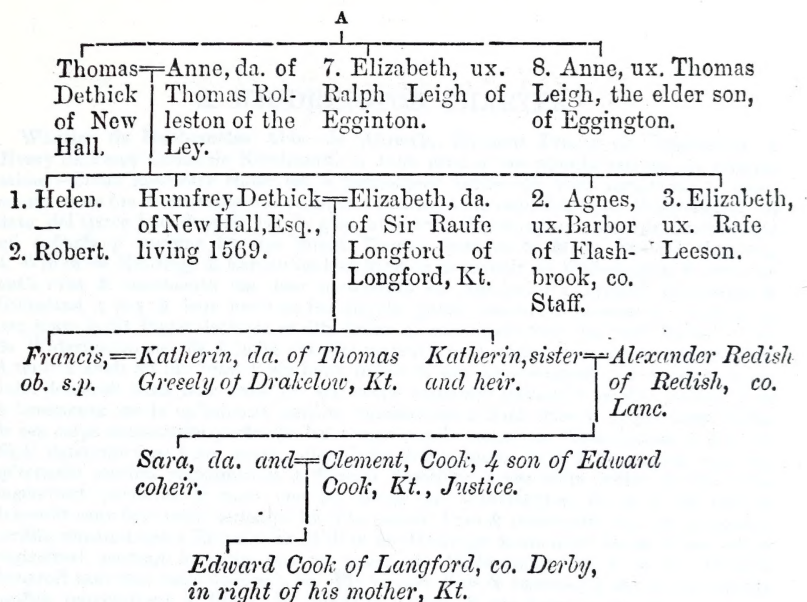 A
Thomas Dethick of New Hall.
Anne, da. of Thomas Rolleston of the Ley.
7. Elizabeth, ux. Ralph Leigh of Egginton.
8. Anne, ux. Thomas Leigh, the elder son, of Eggington.
1. Helen.
—
2. Robert.
Humfrey Dethick of New Hall, Esq., living 1569.
Elizabeth, da. of Sir Raufe Longford of Longford, Kt.
2. Agnes, ux. Barbor of Flash-brook, co. Staff.
3. Elizabeth, ux. Rafe Leeson.
Francis, ob. s.p.
Katherin, da. of Thomas Gresely of Drakelow, Kt.
Katherin, sister and heir.
Alexander Redish of Redish, co. Lanc.
Sara, da. and coheir.
Clement, Cook, 4 son of Edward Cook, Kt., Justice.
Edward Cook of Langford, co. Derby,
in right of his mother, Kt.